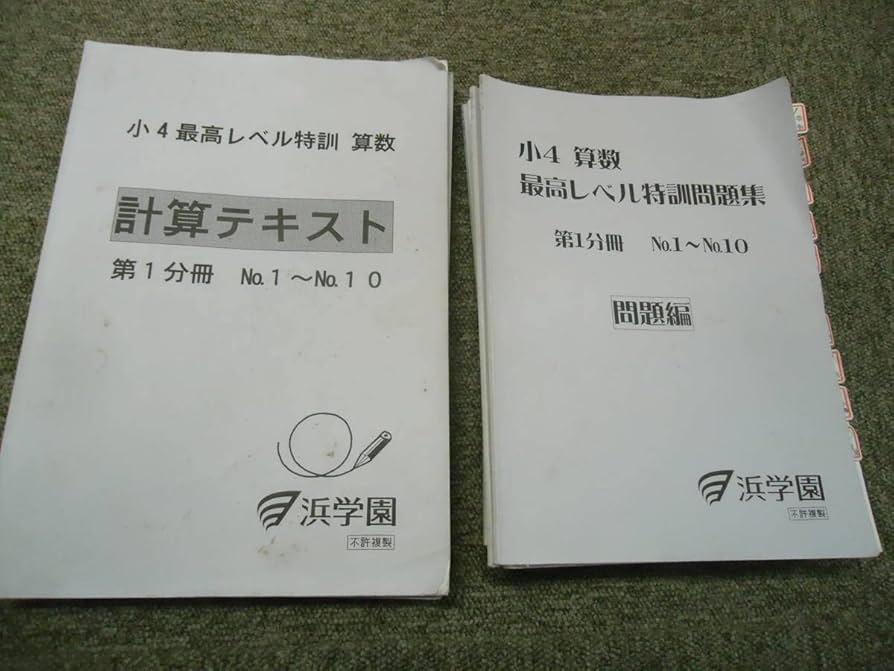 小4最高レベル特訓 算数
計算テキスト
第1分冊 No.1～No.10
浜学園
不許複製
小4 算数
最高レベル特訓問題集
第1分冊 No.1～No.10
問題編
浜学園
不許複製